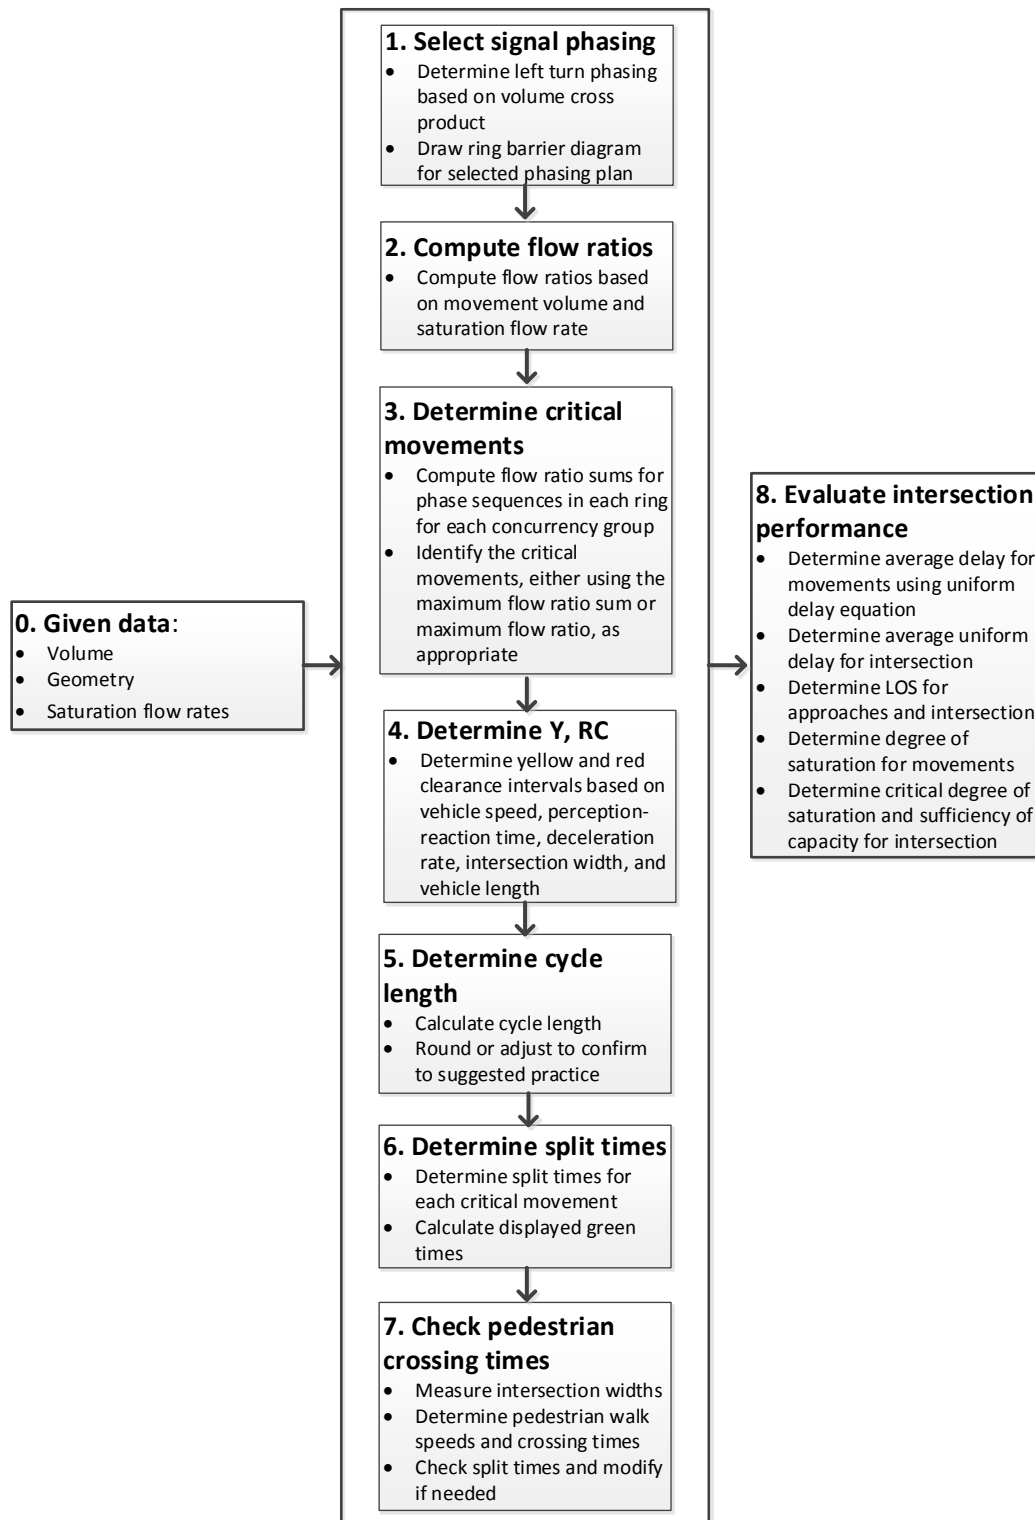 0. Given data:
• Volume
• Geometry
• Saturation flow rates
1. Select signal phasing
• Determine left turn phasing
based on volume cross
product
• Draw ring barrier diagram
for selected phasing plan
2. Compute flow ratios
• Compute flow ratios based
on movement volume and
saturation flow rate
3. Determine critical
movements
• Compute flow ratio sums for
phase sequences in each ring
for each concurrency group
• Identify the critical
movements, either using the
maximum flow ratio sum or
maximum flow ratio, as
appropriate
4. Determine Y, RC
• Determine yellow and red
clearance intervals based on
vehicle speed, perception-
reaction time, deceleration
rate, intersection width, and
vehicle length
5. Determine cycle
length
• Calculate cycle length
• Round or adjust to confirm
to suggested practice
6. Determine split times
• Determine split times for
each critical movement
• Calculate displayed green
times
7. Check pedestrian
crossing times
• Measure intersection widths
• Determine pedestrian walk
speeds and crossing times
• Check split times and modify
if needed
8. Evaluate intersection
performance
• Determine average delay for
movements using uniform
delay equation
• Determine average uniform
delay for intersection
• Determine LOS for
approaches and intersection
• Determine degree of
saturation for movements
• Determine critical degree of
saturation and sufficiency of
capacity for intersection